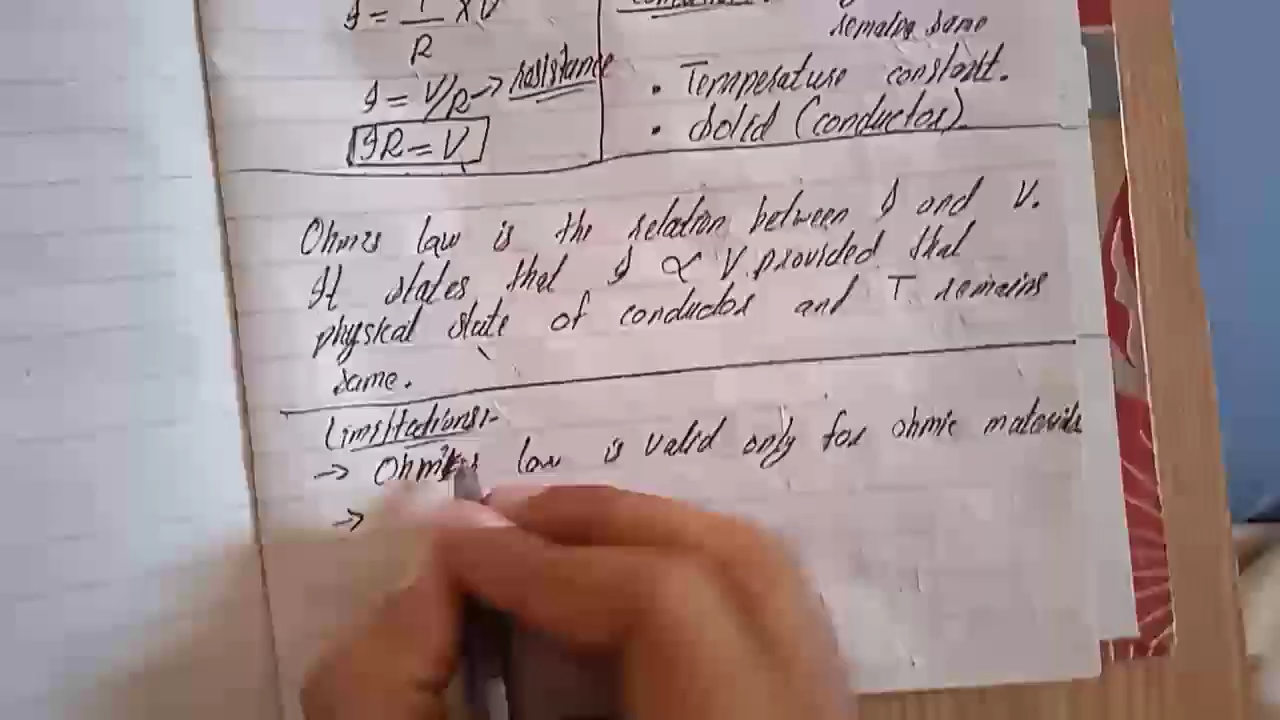 I = 1/R × V
remains same
I = V/R → Resistance
• Temperature constant.
IR = V
• Solid (conductor).
Ohm's law is the relation between I and V.
It states that I ∝ V provided that
physical state of conductor and T remains
same.
Limitations:-
→ Ohm's law is valid only for ohmic materials
→